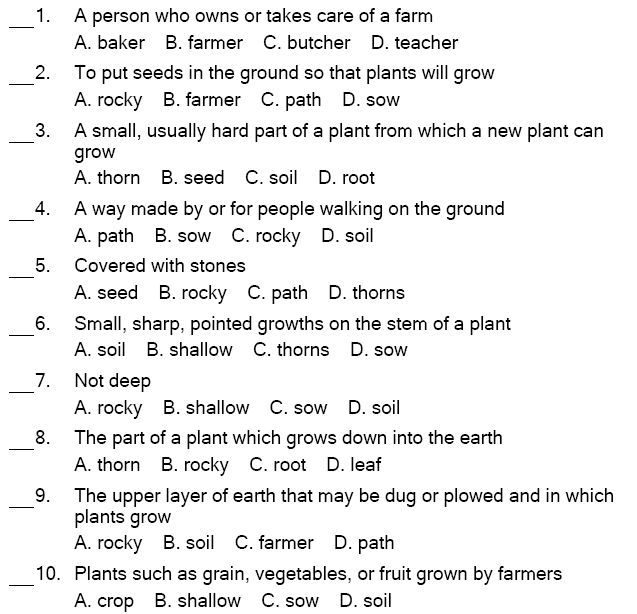 ___1. A person who owns or takes care of a farm
A. baker B. farmer C. butcher D. teacher
___2. To put seeds in the ground so that plants will grow
A. rocky B. farmer C. path D. sow
___3. A small, usually hard part of a plant from which a new plant can
grow
A. thorn B. seed C. soil D. root
___4. A way made by or for people walking on the ground
A. path B. sow C. rocky D. soil
___5. Covered with stones
A. seed B. rocky C. path D. thorns
___6. Small, sharp, pointed growths on the stem of a plant
A. soil B. shallow C. thorns D. sow
___7. Not deep
A. rocky B. shallow C. sow D. soil
___8. The part of a plant which grows down into the earth
A. thorn B. rocky C. root D. leaf
___9. The upper layer of earth that may be dug or plowed and in which
plants grow
A. rocky B. soil C. farmer D. path
___10. Plants such as grain, vegetables, or fruit grown by farmers
A. crop B. shallow C. sow D. soil